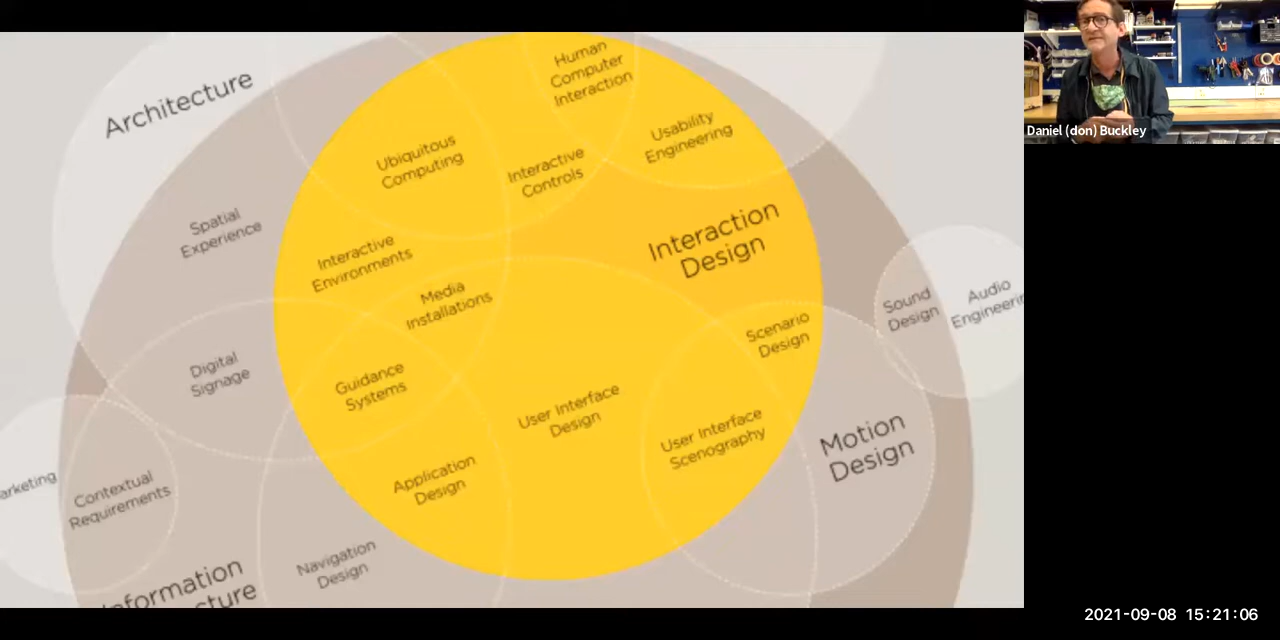 Human
Computer
Interaction
Architecture
Usability
Engineering
Ubiquitous
Computing
Interactive
Controls
Daniel (don) Buckley
Spatial
Experience
Interaction
Design
Interactive
Environments
Media
Installations
Sound
Design
Audio
Scenario
Design
Digital
Signage
Guidance
Systems
User Interface
Design
User Interface
Scenography
Motion
Design
Application
Design
Contextual
Requirements
Navigation
Design
2021-09-08 15:21:06